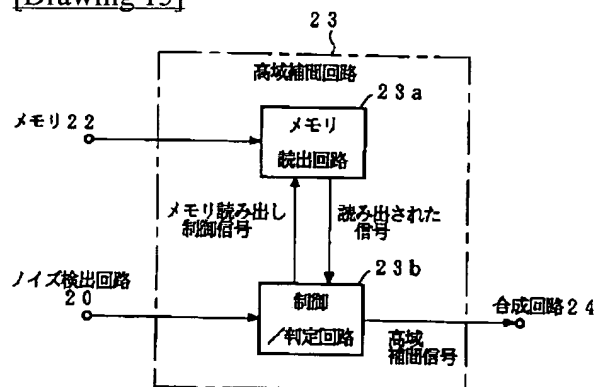 [Drawing 15]
23
高域補間回路
23a
メモリ22
メモリ
読出回路
メモリ読み出し
制御信号
読み出された
信号
23b
ノイズ検出回路
20
制御
/判定回路
合成回路24
高域
補間信号